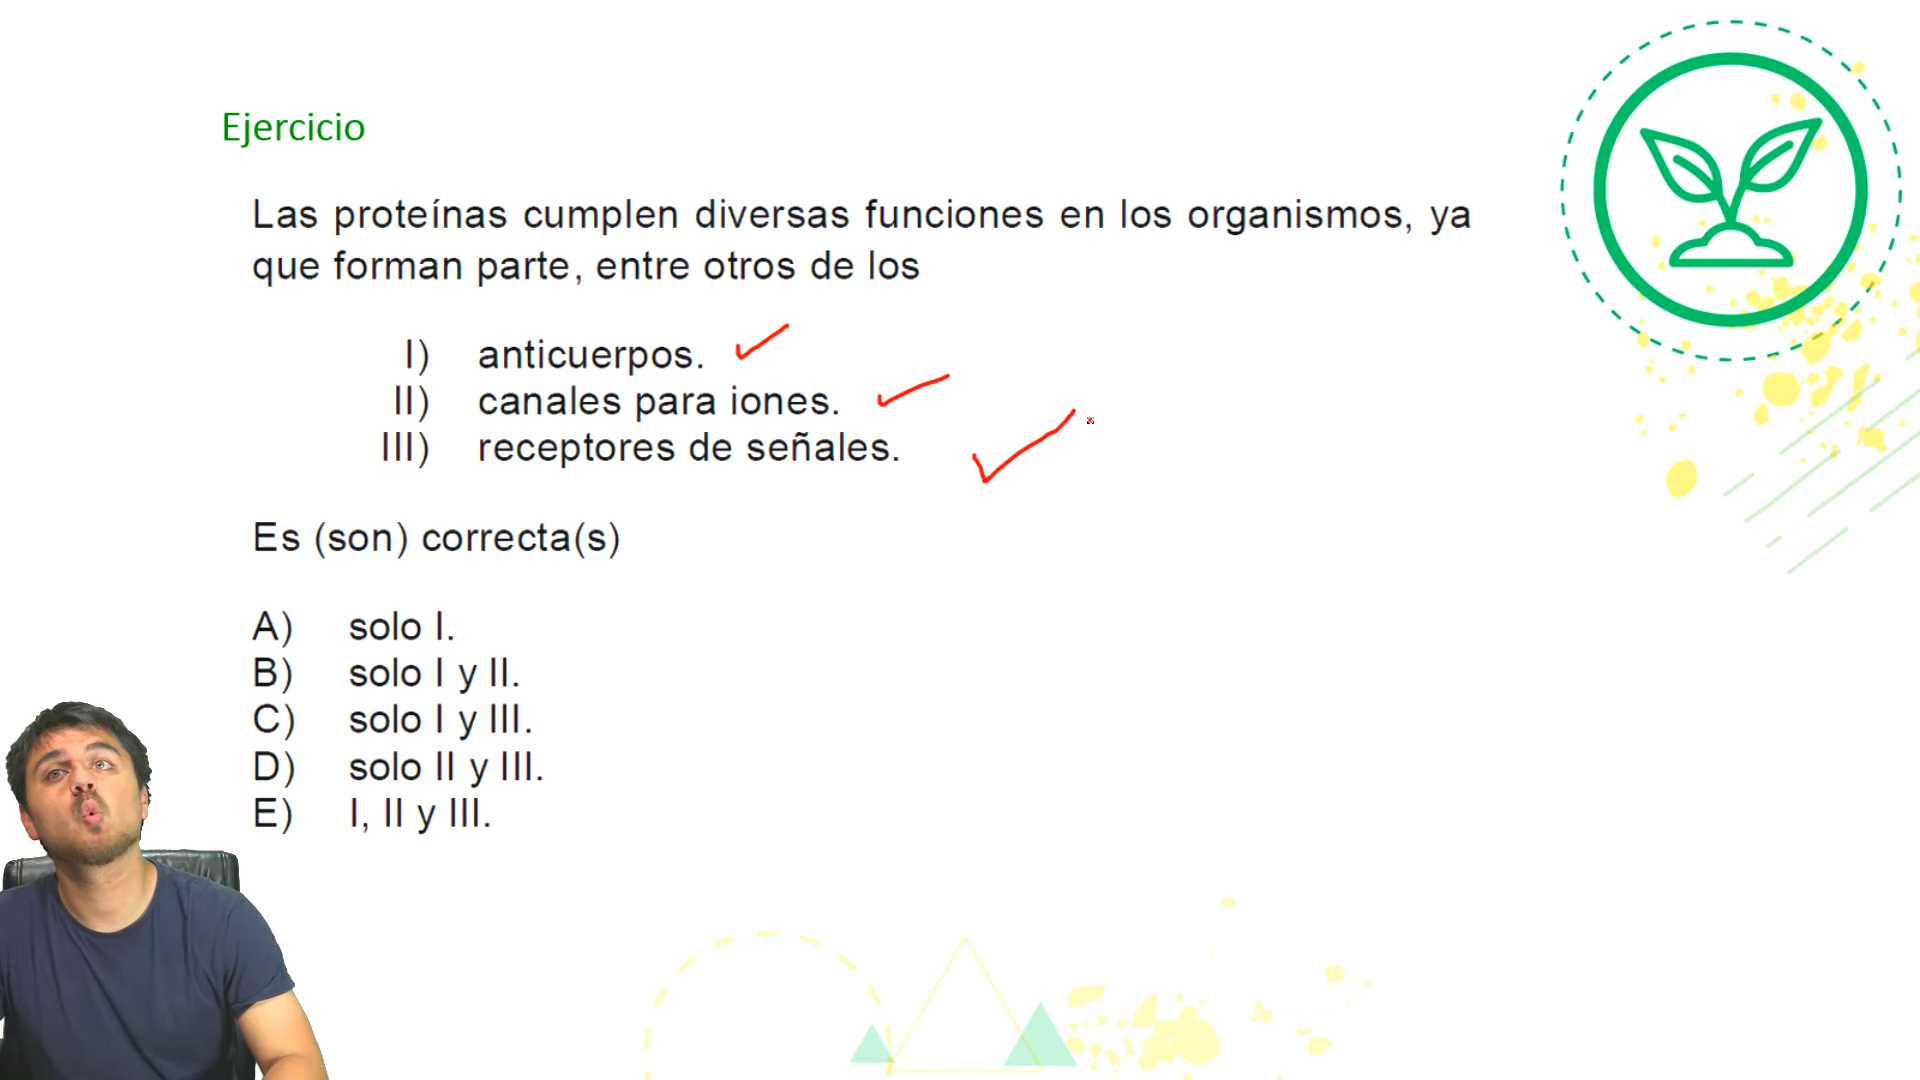 Ejercicio
Las proteínas cumplen diversas funciones en los organismos, ya
que forman parte, entre otros de los
I) anticuerpos.
II) canales para iones.
III) receptores de señales.
Es (son) correcta(s)
A) solo I.
B) solo I y II.
C) solo I y III.
D) solo II y III.
E) I, II y III.